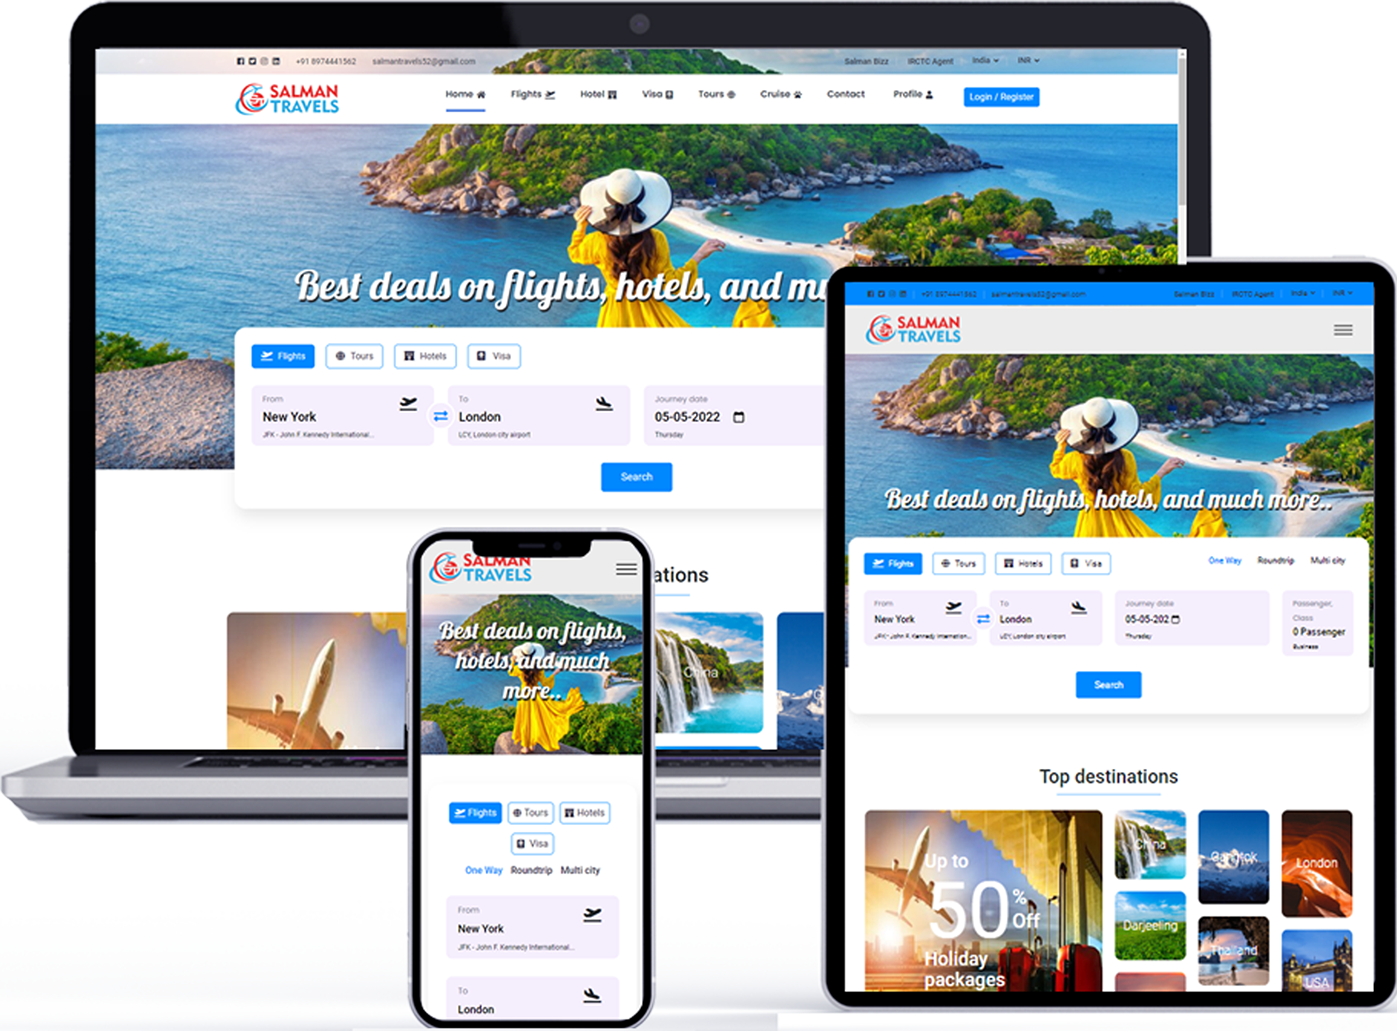 +91 8974441562 salmantravels52@gmail.com Salman Bizz IRCTC Agent India INR
SALMAN TRAVELS
Home Flights Hotel Visa Tours Cruise Contact Profile Login / Register
Best deals on flights, hotels, and mu
Flights Tours Hotels Visa
From
New York
JFK - John F. Kennedy International...
To
London
LCY, London city airport
Journey date
05-05-2022
Thursday
Search
ations
China
SALMAN
TRAVELS
Best deals on flights,
hotels, and much
more..
Flights Tours Hotels
Visa
One Way Roundtrip Multi city
From
New York
JFK - John F. Kennedy International...
To
London
+91 8974441562 salmantravels52@gmail.com Salman Bizz IRCTC Agent India INR
SALMAN
TRAVELS
Best deals on flights, hotels, and much more..
Flights Tours Hotels Visa One Way Roundtrip Multi city
From
New York
JFK - John F. Kennedy Internation...
To
London
LCY, London city airport
Journey date
05-05-202
Thursday
Passenger,
Class
0 Passenger
Business
Search
Top destinations
Up to
50%
Off
Holiday
packages
China
Darjeeling
Bangkok
Thailand
London
USA